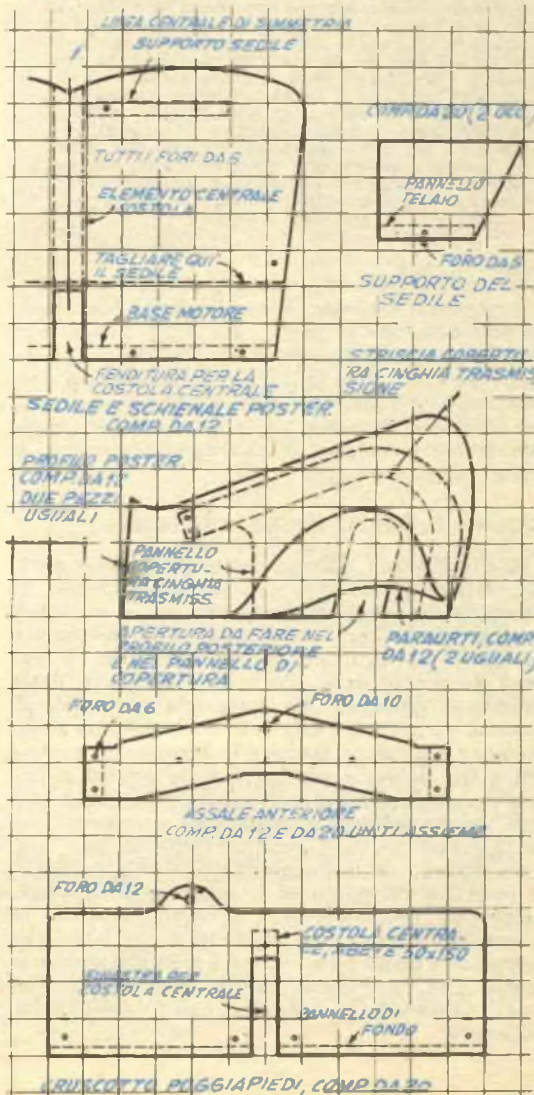 LINEA CENTRALE DI SIMMETRIA
SUPPORTO SEDILE
TUTTI I FORI DA 6
ELEMENTO CENTRALE
COSTOLA
TAGLIARE QUI
IL SEDILE
BASE MOTORE
FENDITURA PER LA
COSTOLA CENTRALE
SEDILE E SCHIENALE POSTER.
COMP. DA 12
COMP. DA 20 (2 OCC.)
PANNELLO
TELAIO
FORO DA 5
SUPPORTO DEL
SEDILE
STRISCIA COPERTU-
RA CINGHIA TRASMIS-
SIONE
PROFILO POSTER.
COMP. DA 12
DUE PEZZI
UGUALI
PANNELLO
COPERTU-
RA CINGHIA
TRASMISS.
APERTURA DA FARE NEL
PROFILO POSTERIORE
E NEL PANNELLO DI
COPERTURA
PARAURTI, COMP.
DA 12 (2 UGUALI)
FORO DA 6
FORO DA 10
ASSALE ANTERIORE
COMP. DA 12 E DA 20 UNITI ASSIEME
FORO DA 12
COSTOLA CENTRA-
LE, ABETE 50x150
FINESTRA PER
COSTOLA CENTRALE
PANNELLO DI
FONDO
CRUSCOTTO POGGIAPIEDI, COMP. DA 20